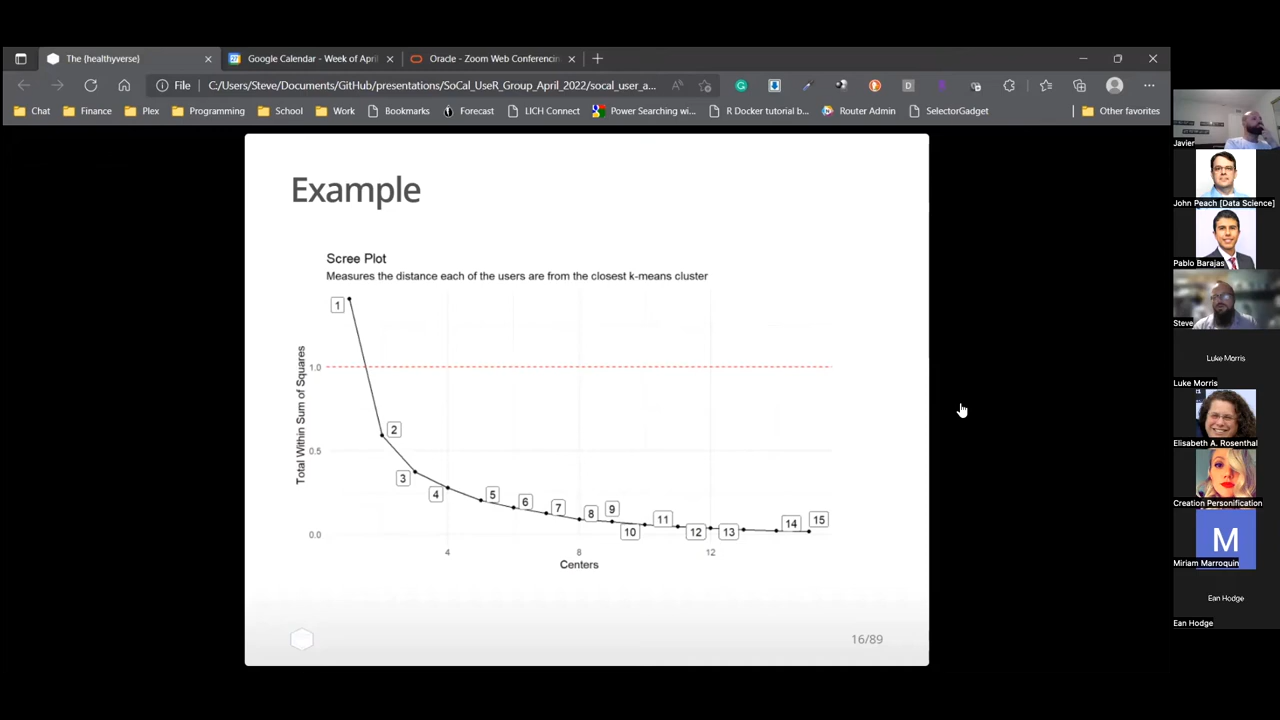 The {healthyverse}
Google Calendar - Week of April
Oracle - Zoom Web Conferencin
File
C:/Users/Steve/Documents/GitHub/presentations/SoCal_UseR_Group_April_2022/socal_user_a...
Chat
Finance
Plex
Programming
School
Work
Bookmarks
Forecast
LICH Connect
Power Searching wi...
R Docker tutorial b...
Router Admin
SelectorGadget
Other favorites
Example
Scree Plot
Measures the distance each of the users are from the closest k-means cluster
Total Within Sum of Squares
1.0
0.5
0.0
1
2
3
4
5
6
7
8
9
10
11
12
13
14
15
4
8
12
Centers
16/89
Javier
John Peach [Data Science]
Pablo Barajas
Steve
Luke Morris
Luke Morris
Elisabeth A. Rosenthal
Creation Personification
M
Miriam Marroquin
Ean Hodge
Ean Hodge